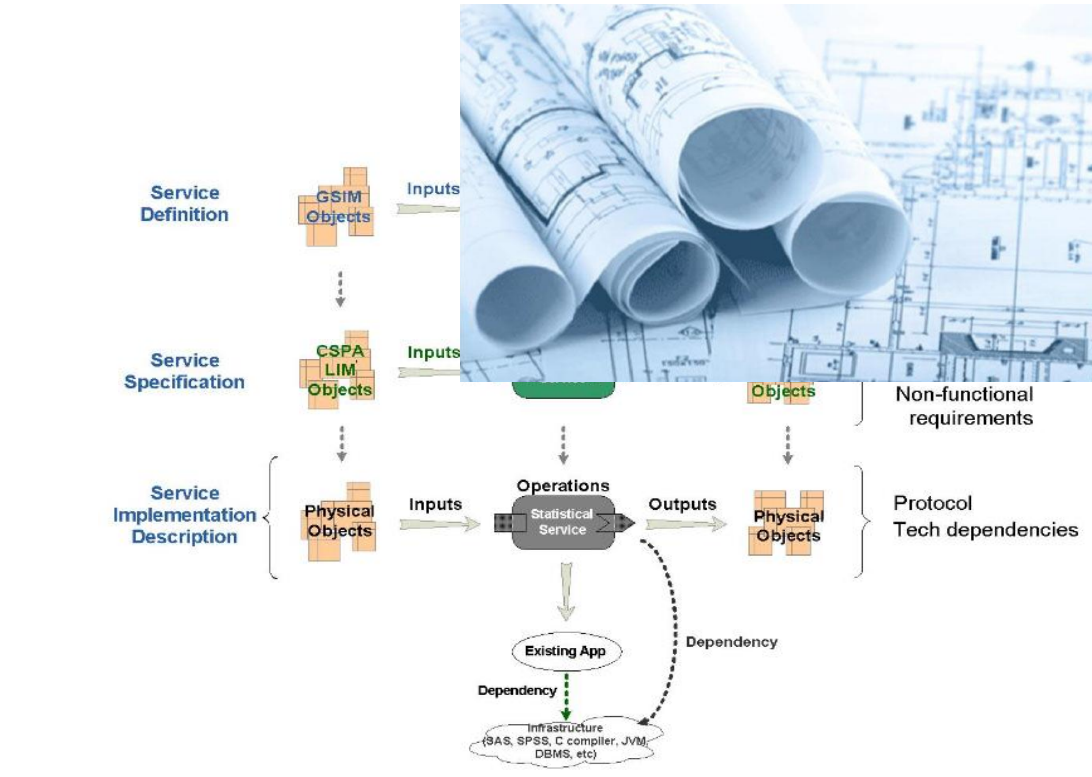 Service
Definition
GSIM
Objects
Inputs
Service
Specification
CSPA
LIM
Objects
Inputs
Objects
Non-functional
requirements
Service
Implementation
Description
Physical
Objects
Inputs
Operations
Statistical
Service
Outputs
Physical
Objects
Protocol
Tech dependencies
Existing App
Dependency
Dependency
Infrastructure
(SAS, SPSS, C compiler, JVM,
DBMS, etc)